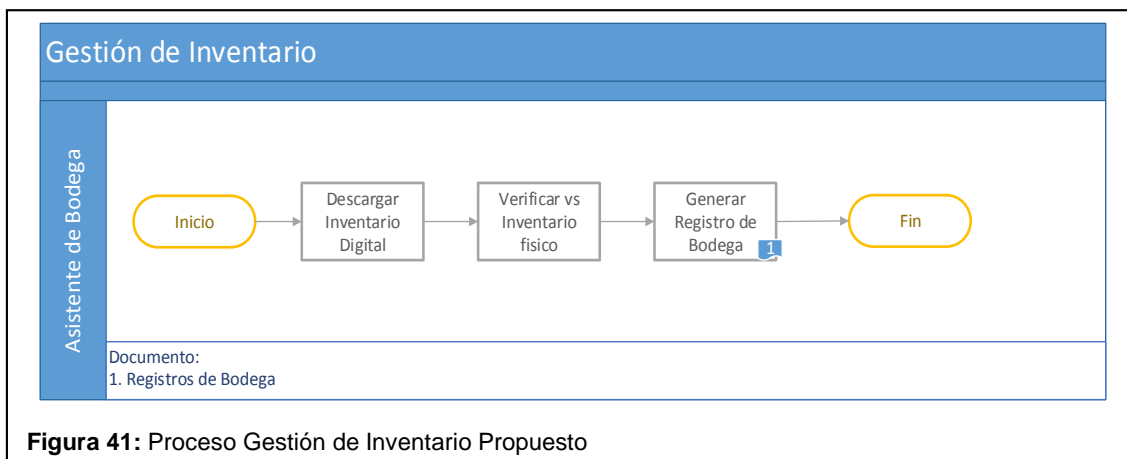 Gestión de Inventario
Asistente de Bodega
Inicio
Descargar
Inventario
Digital
Verificar vs
Inventario
fisico
Generar
Registro de
Bodega
1
Fin
Documento:
1. Registros de Bodega
Figura 41: Proceso Gestión de Inventario Propuesto